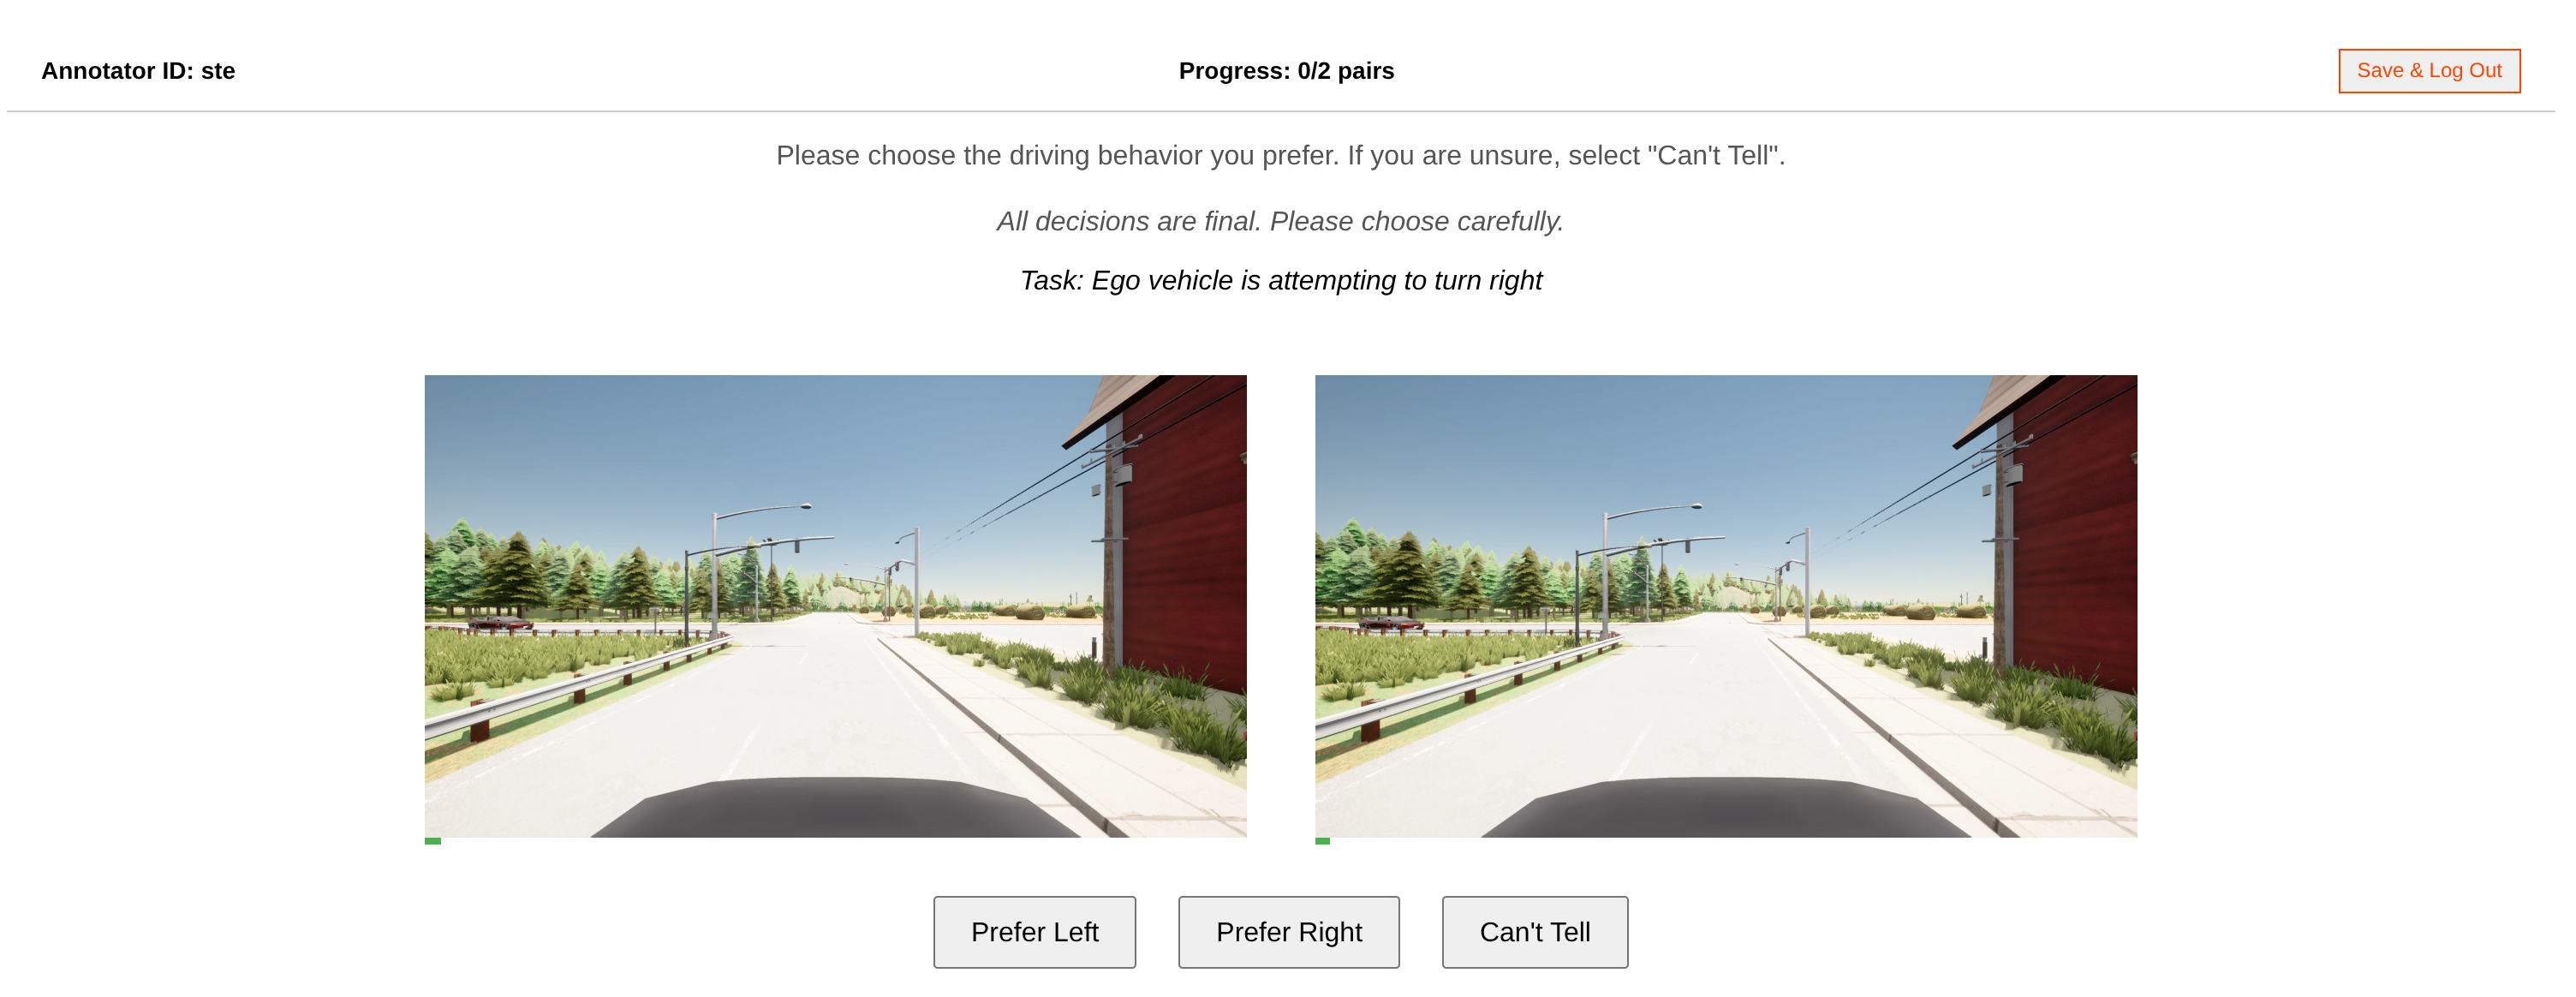 Annotator ID: ste
Progress: 0/2 pairs
Save & Log Out
Please choose the driving behavior you prefer. If you are unsure, select "Can't Tell".
All decisions are final. Please choose carefully.
Task: Ego vehicle is attempting to turn right
Prefer Left
Prefer Right
Can't Tell